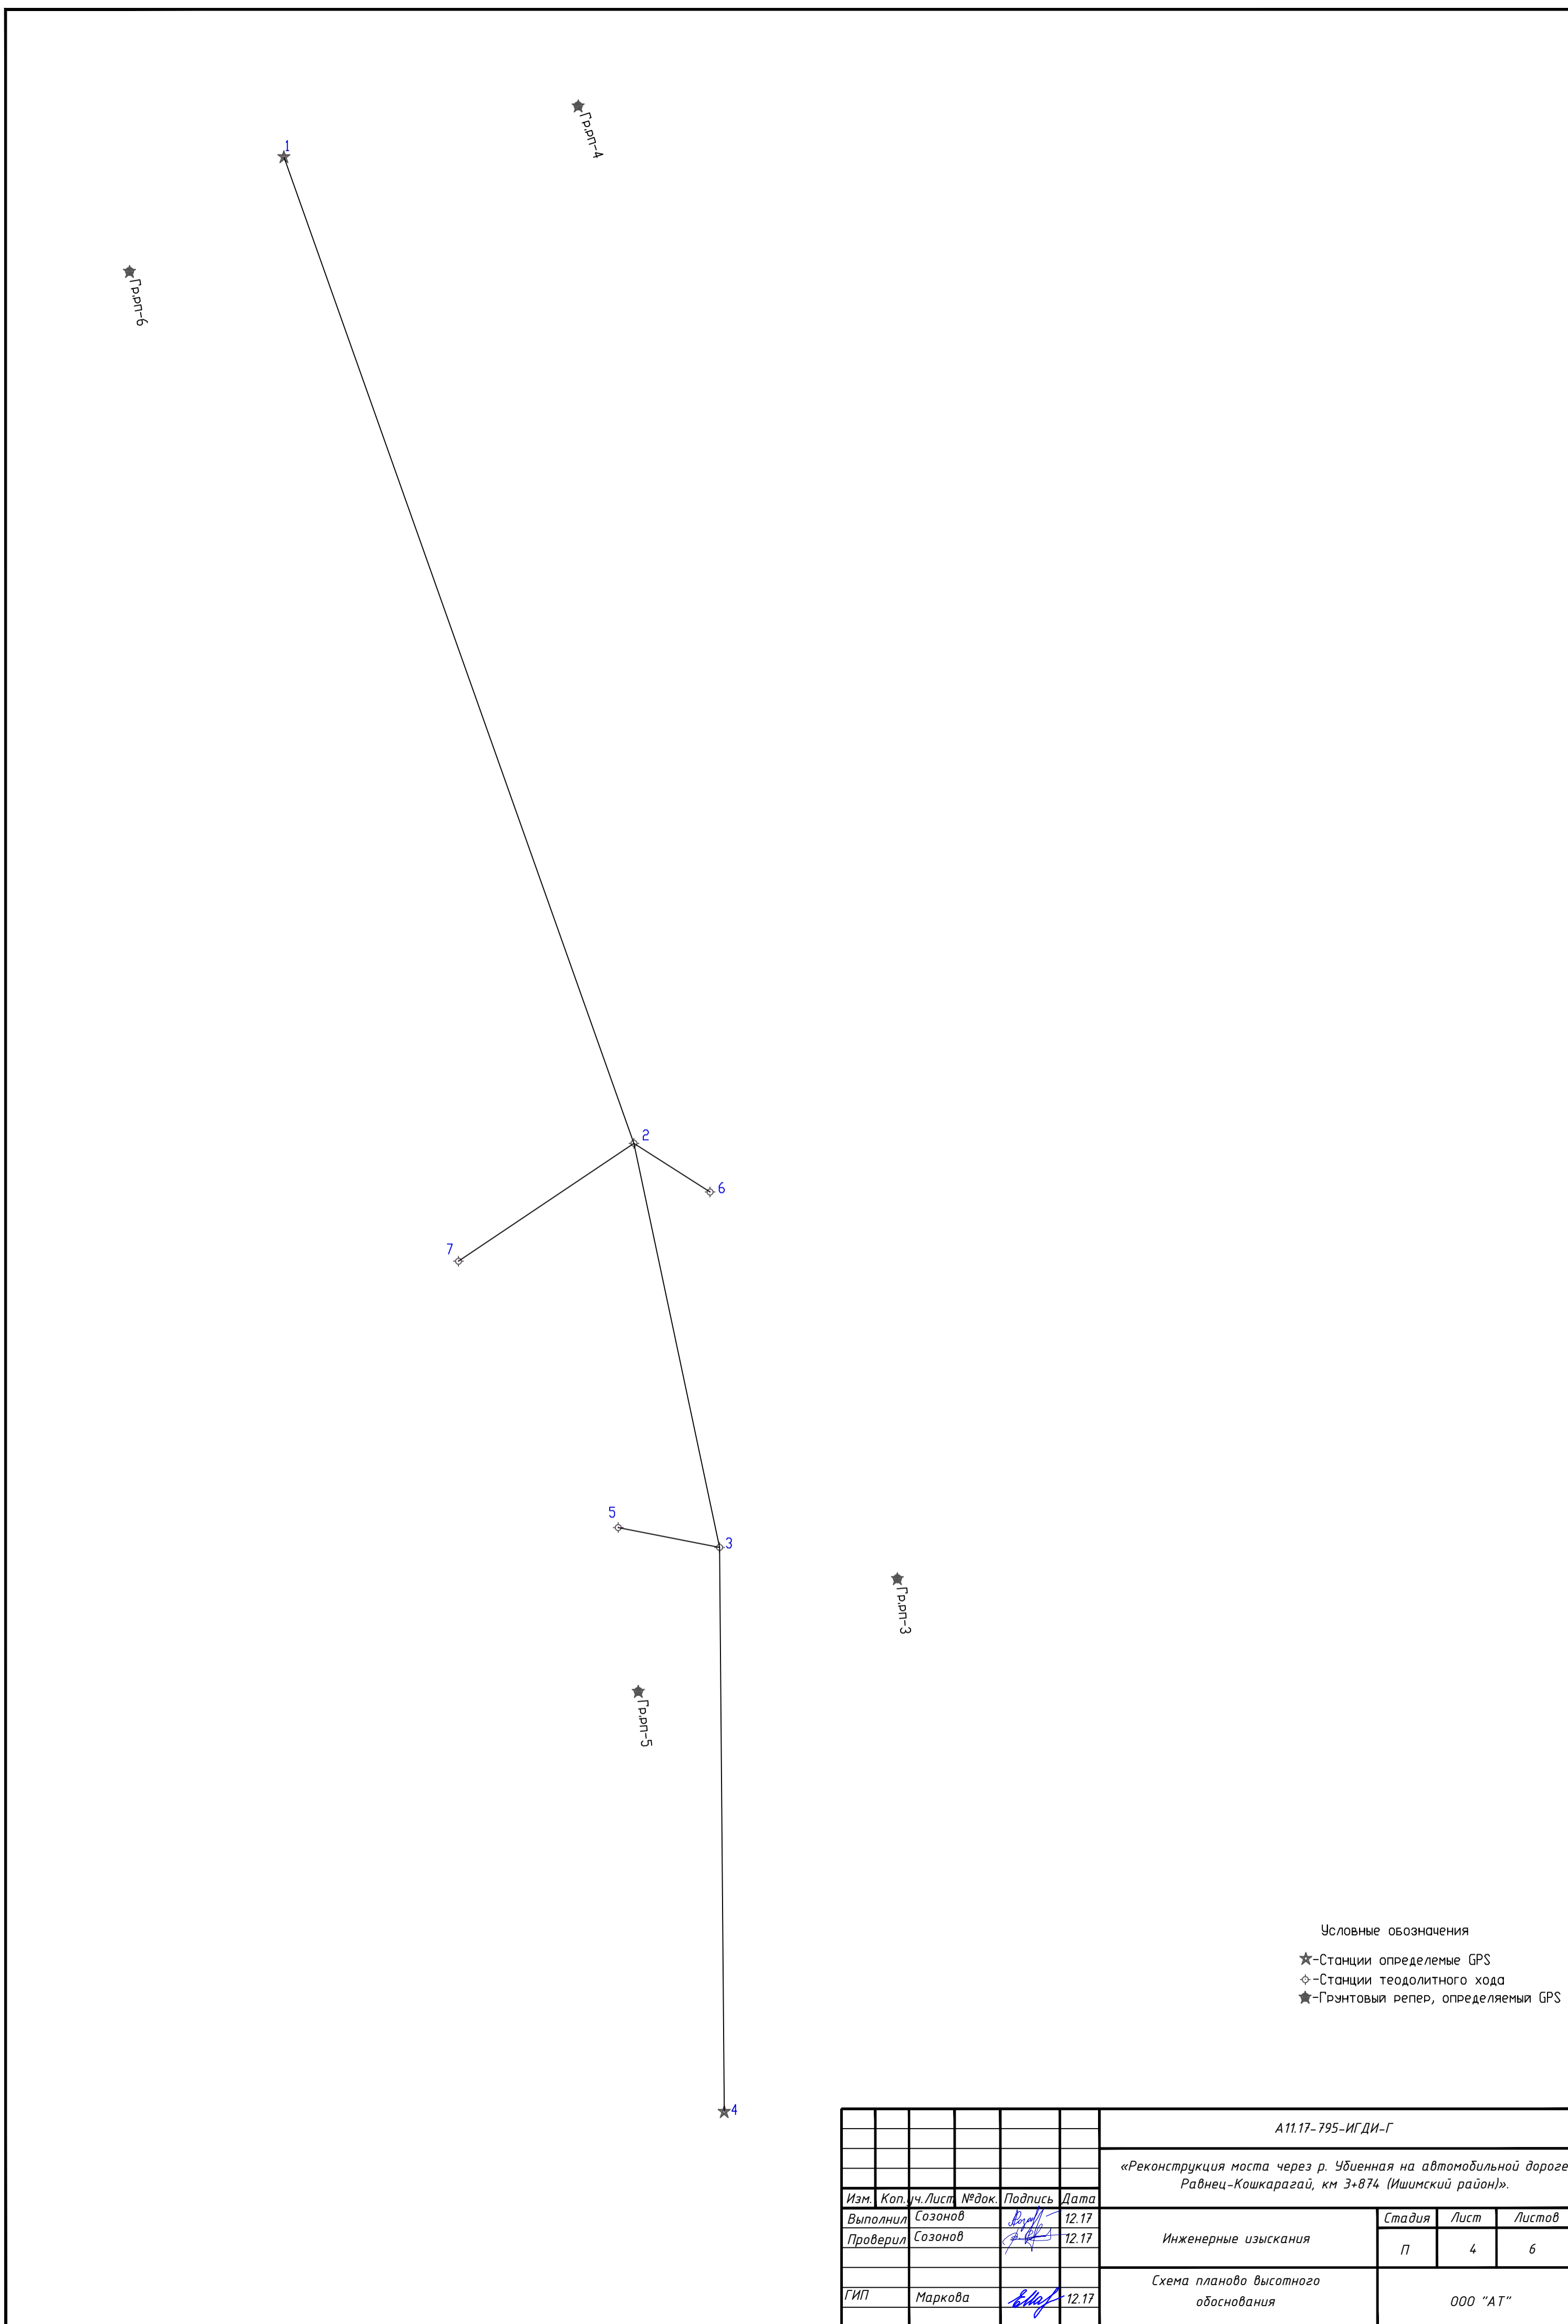 Гр.рп-4
1
Гр.рп-6
2
6
7
5
3
Гр.рп-3
Гр.рп-5
4
Условные обозначения
-Станции определемые GPS
-Станции теодолитного хода
-Грунтовый репер, определяемый GPS
А11.17-795-ИГДИ-Г
«Реконструкция моста через р. Убиенная на автомобильной дороге
Равнец-Кошкарагай, км 3+874 (Ишимский район)».
Изм. Кол.уч. Лист №док. Подпись Дата
Выполнил Созонов 12.17
Проверил Созонов 12.17
Инженерные изыскания
Стадия Лист Листов
П 4 6
ГИП Маркова 12.17
Схема планово высотного
обоснования
ООО "АТ"